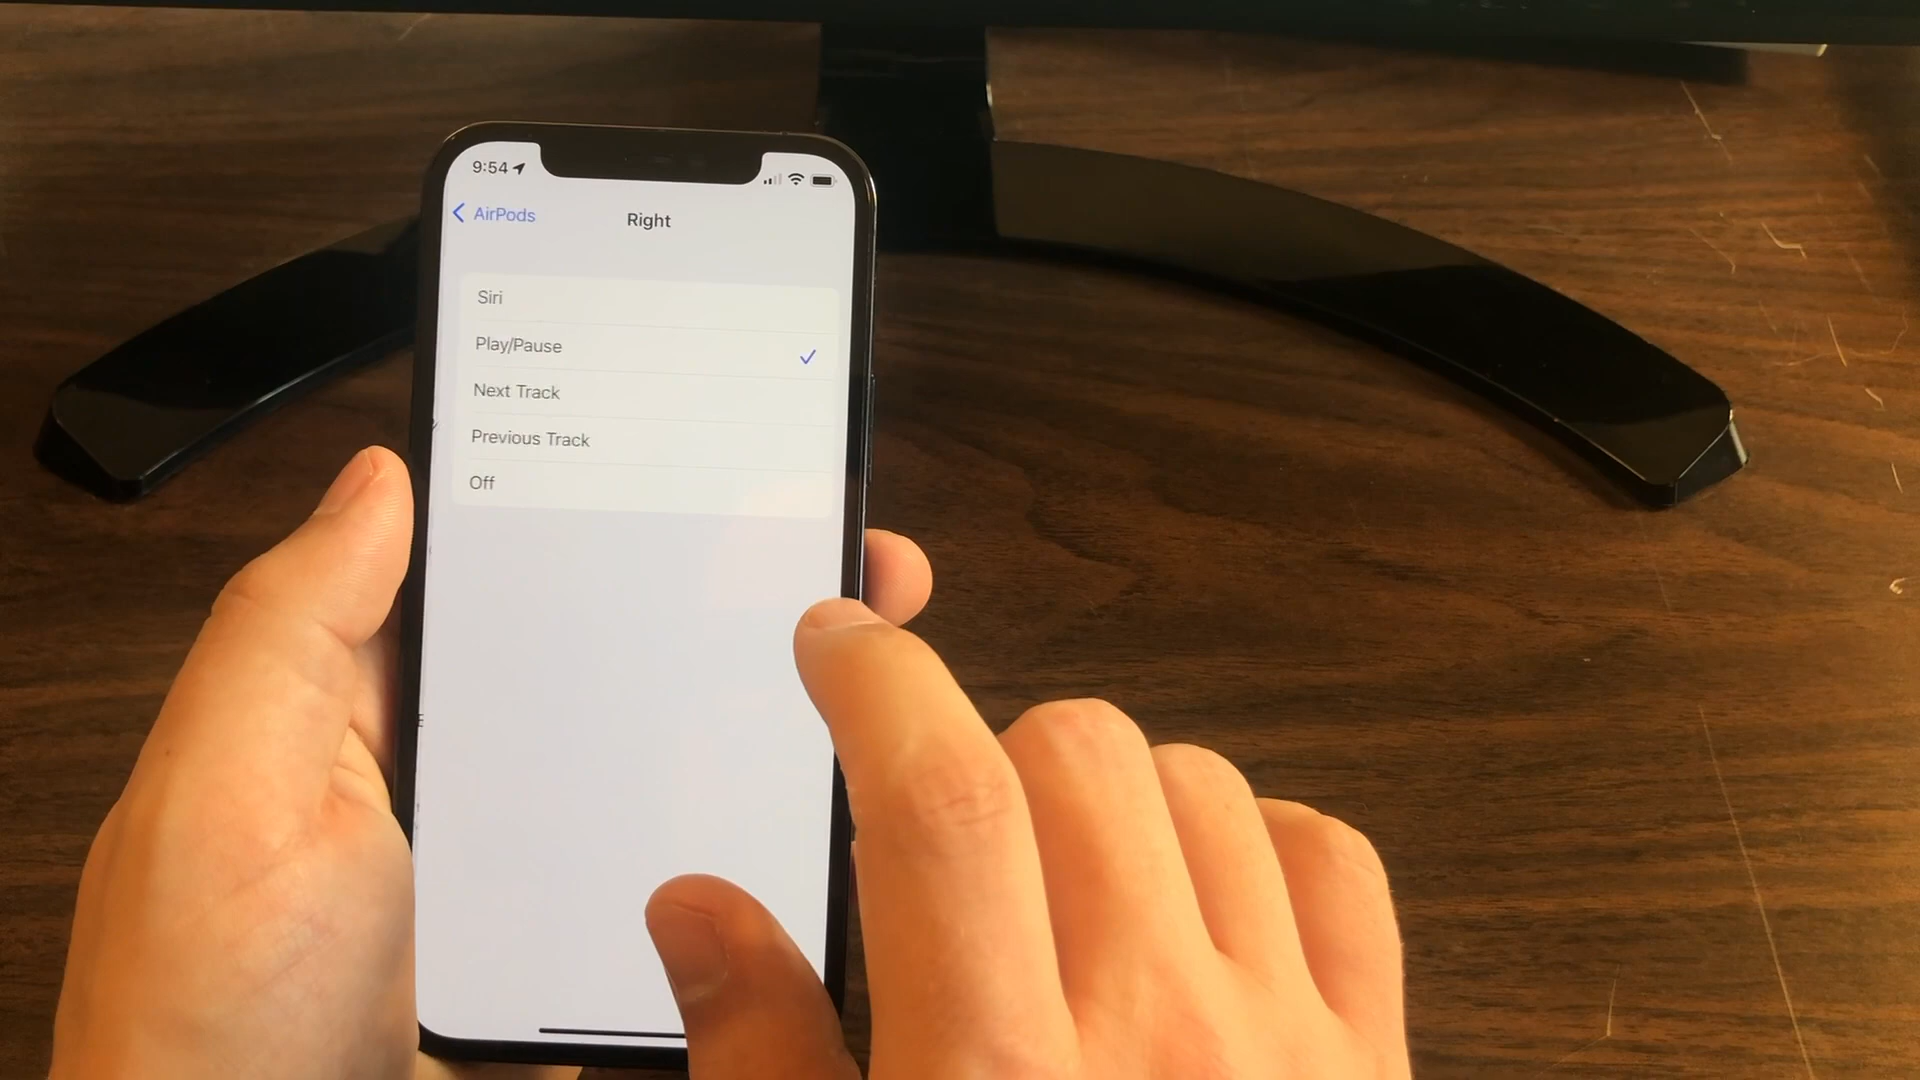 9:54
AirPods
Right
Siri
Play/Pause
Next Track
Previous Track
Off
E